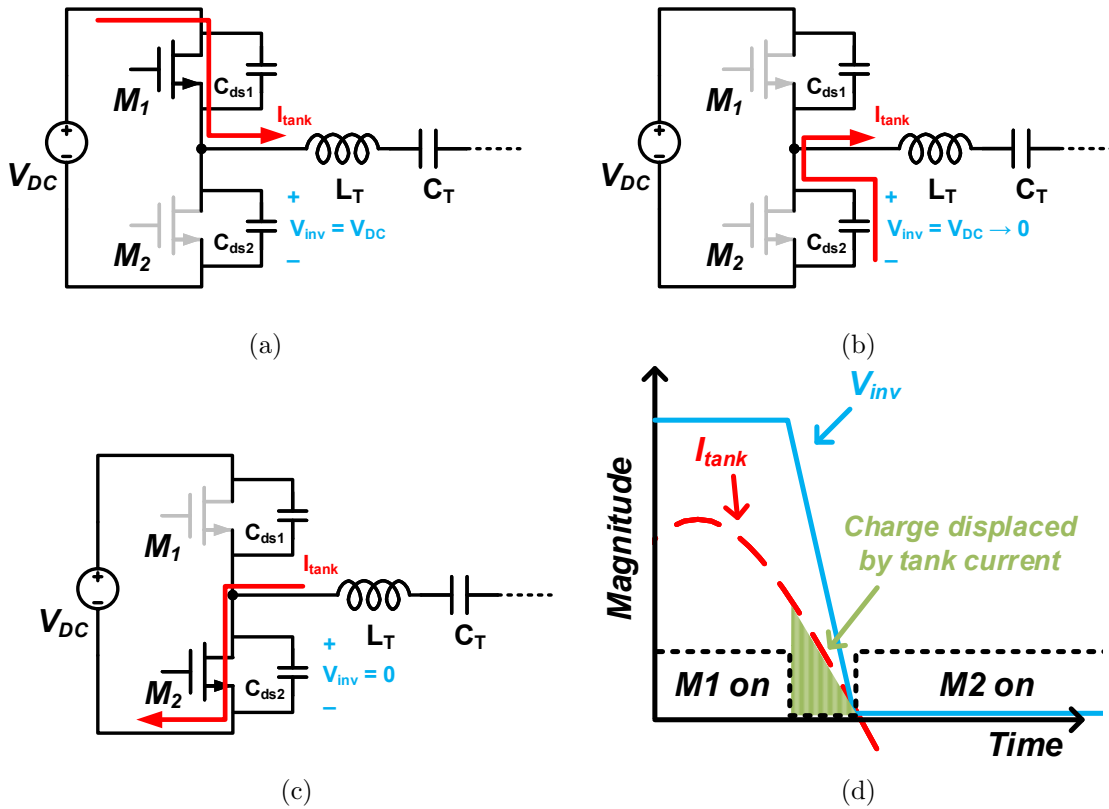 M1
Cds1
Itank
+
−
VDC
LT
CT
M2
Cds2
+
Vinv = VDC
−
(a)
M1
Cds1
Itank
+
−
VDC
LT
CT
M2
Cds2
+
Vinv = VDC → 0
−
(b)
M1
Cds1
Itank
+
−
VDC
LT
CT
M2
Cds2
+
Vinv = 0
−
(c)
Magnitude
Vinv
Itank
Charge displaced
by tank current
M1 on
M2 on
Time
(d)